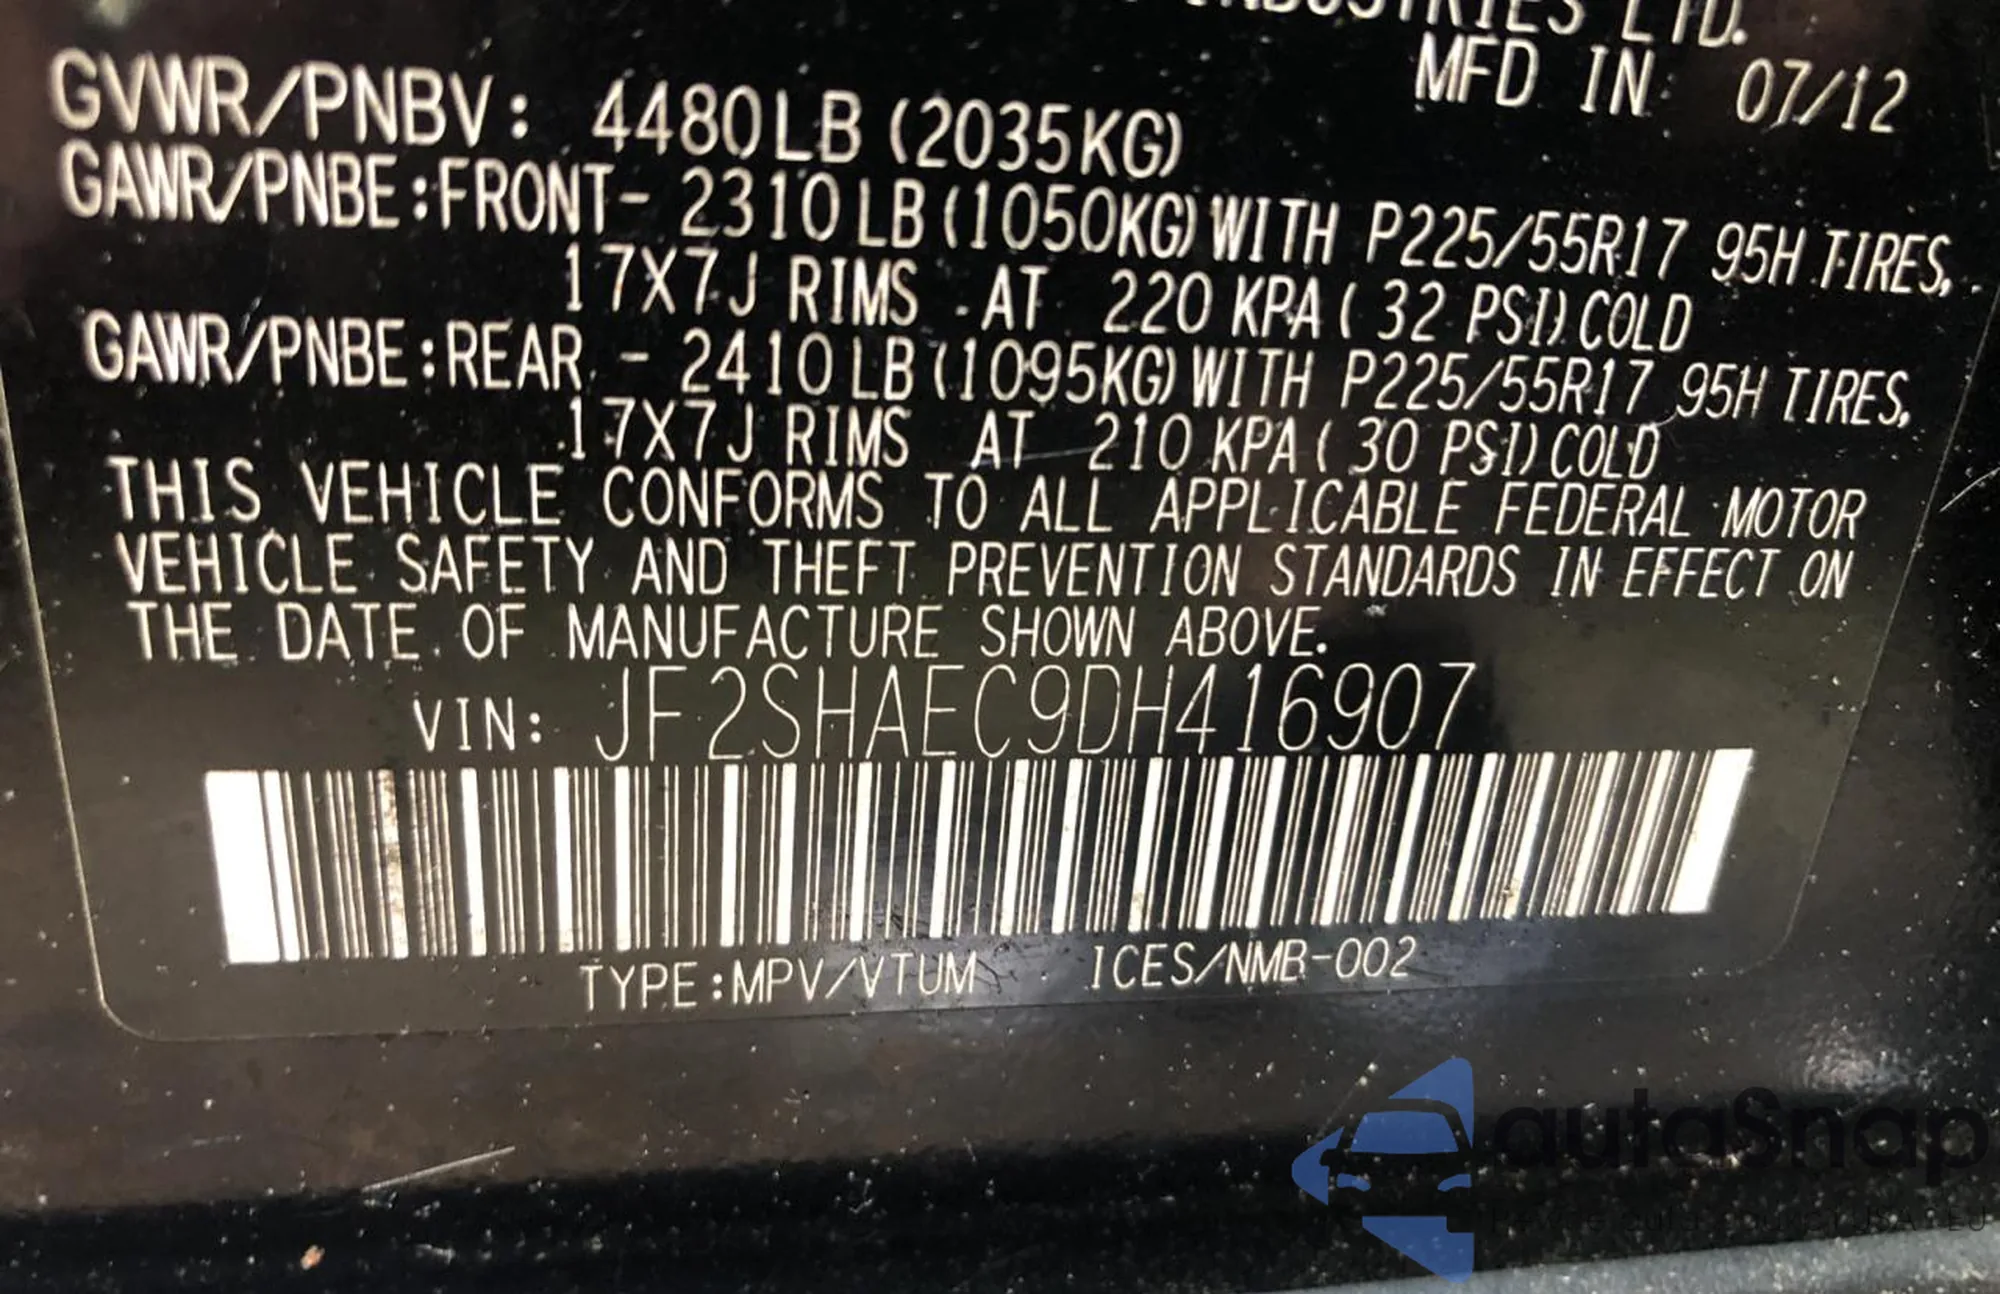 INDUSTRIES LTD.
MFD IN: 07/12
GVWR/PNBV: 4480LB (2035KG)
GAWR/PNBE:FRONT- 2310LB (1050KG) WITH P225/55R17 95H TIRES,
17X7J RIMS AT 220 KPA ( 32 PSI) COLD
GAWR/PNBE:REAR - 2410LB (1095KG) WITH P225/55R17 95H TIRES,
17X7J RIMS AT 210 KPA ( 30 PSI) COLD
THIS VEHICLE CONFORMS TO ALL APPLICABLE FEDERAL MOTOR
VEHICLE SAFETY AND THEFT PREVENTION STANDARDS IN EFFECT ON
THE DATE OF MANUFACTURE SHOWN ABOVE.
VIN: JF2SHAEC9DH416907
TYPE:MPV/VTUM ICES/NMB-002
autaSnap